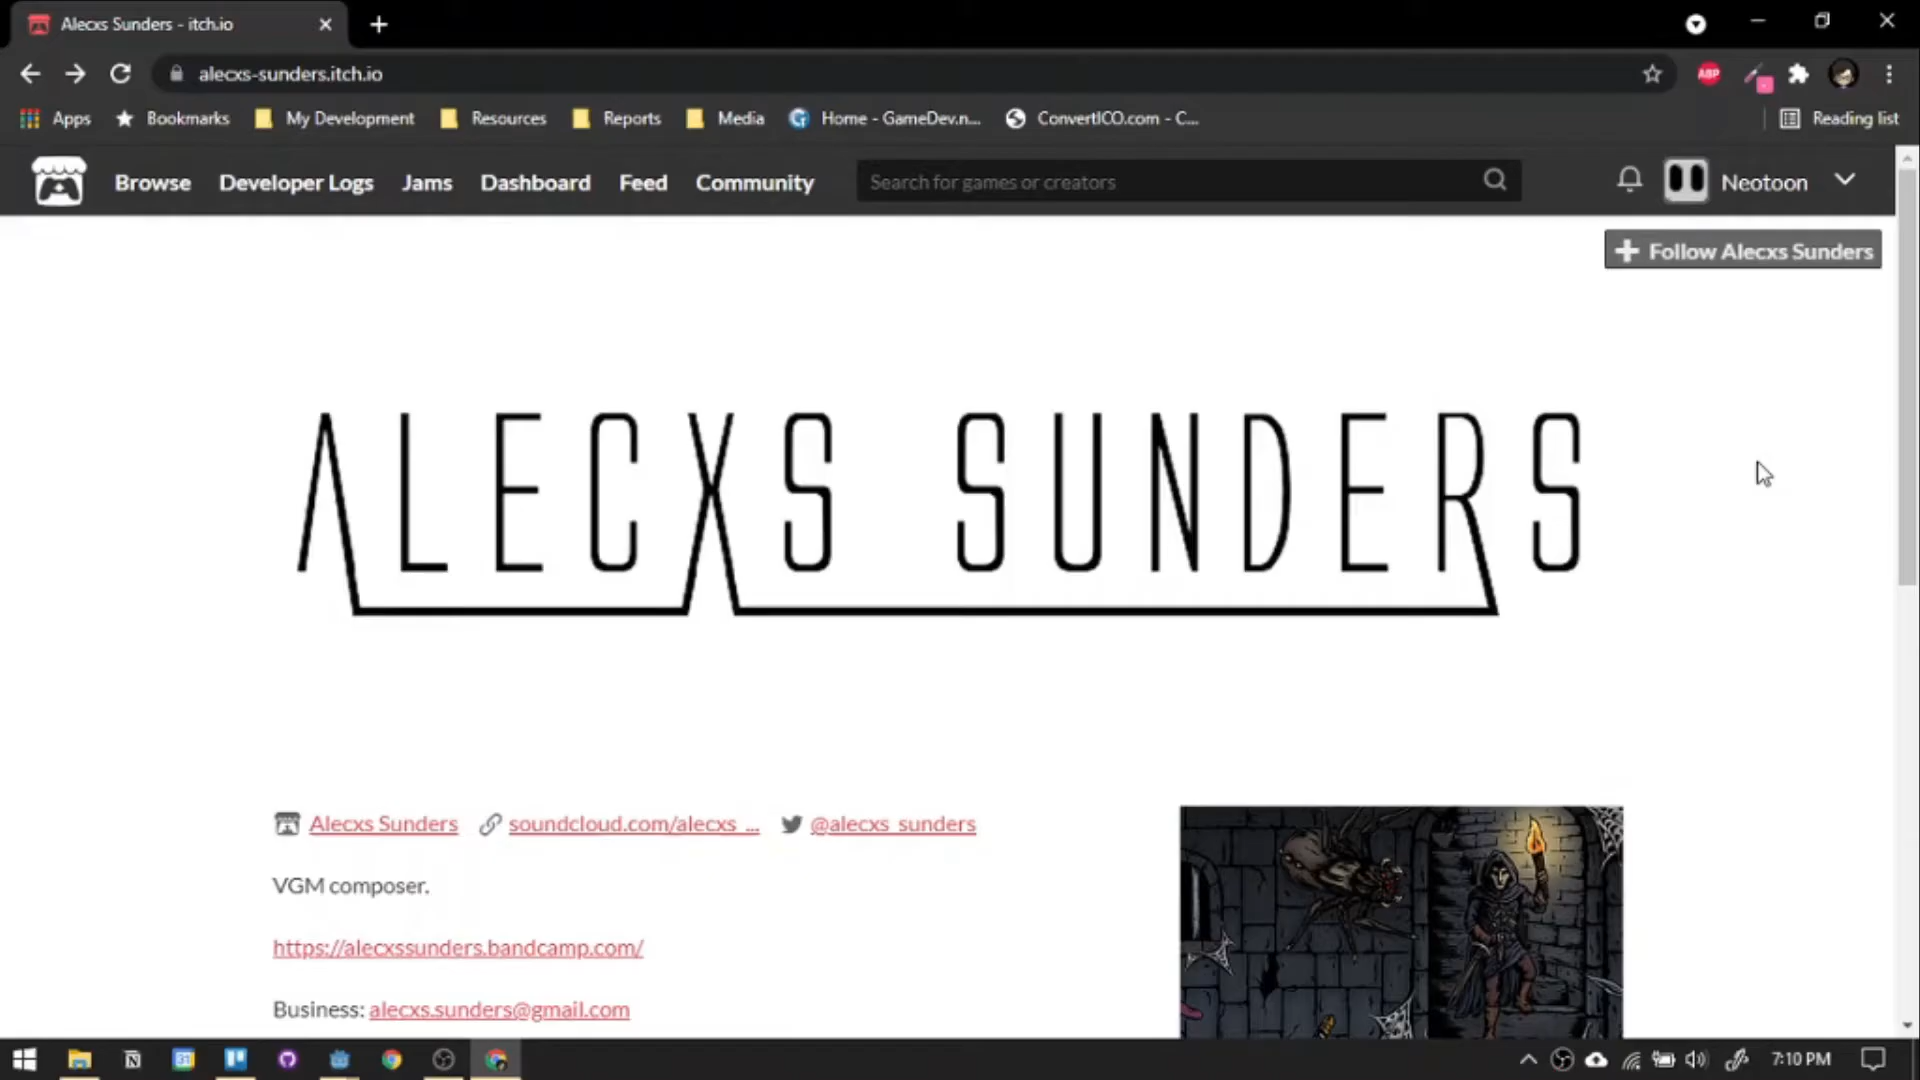 Alecxs Sunders - itch.io
alecxs-sunders.itch.io
ABP
Apps Bookmarks My Development Resources Reports Media Home - GameDev.n... ConvertICO.com - C... Reading list
Browse Developer Logs Jams Dashboard Feed Community Search for games or creators Neotoon
Follow Alecxs Sunders
ALECXS SUNDERS
Alecxs Sunders soundcloud.com/alecxs_... @alecxs_sunders
VGM composer.
https://alecxssunders.bandcamp.com/
Business: alecxs.sunders@gmail.com
31
7:10 PM